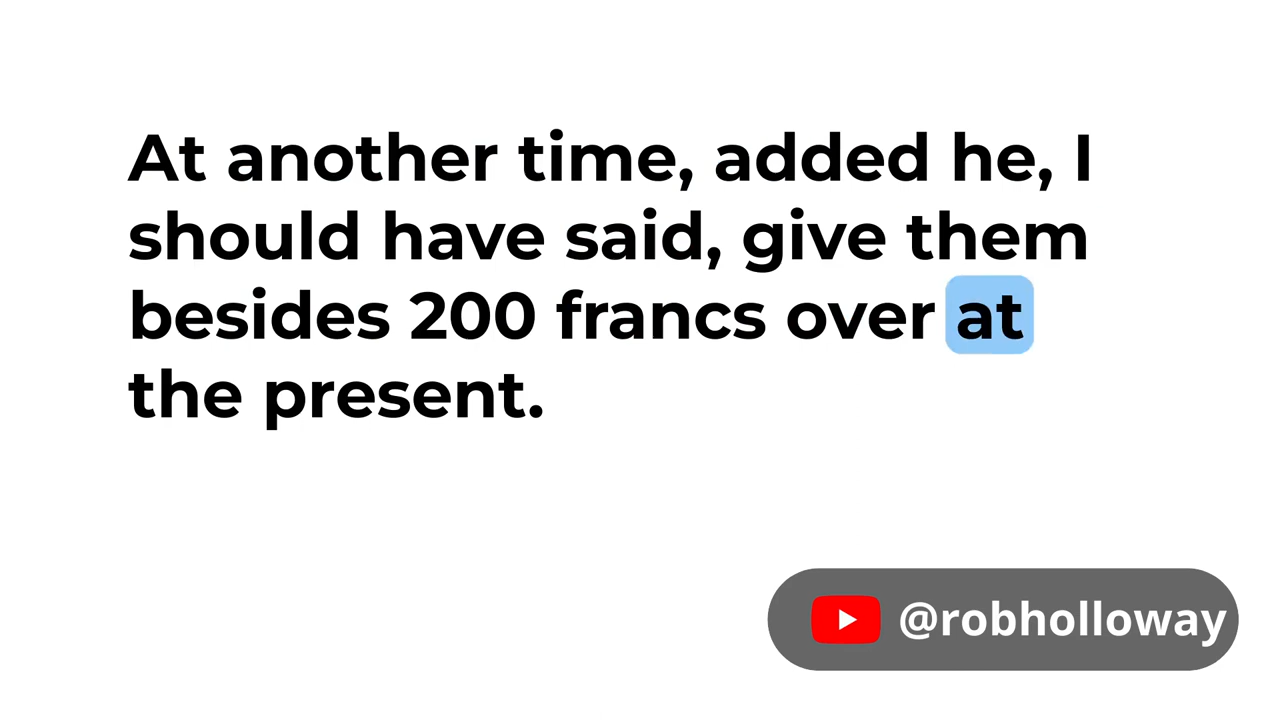 At another time, added he, I
should have said, give them
besides 200 francs over at
the present.
@robholloway